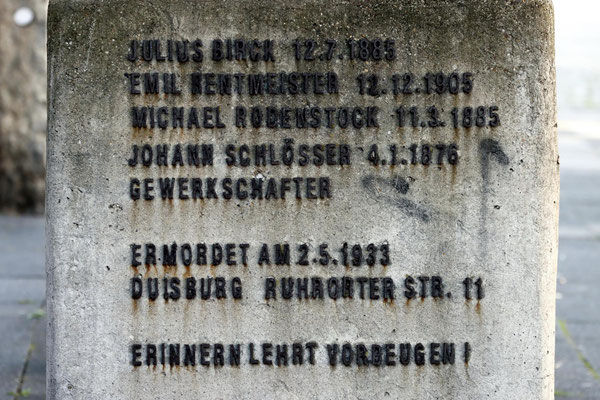 JULIUS BIRCK 12.7.1885
EMIL RENTMEISTER 12.12.1905
MICHAEL RODENSTOCK 11.3.1885
JOHANN SCHLÖSSER 4.1.1876
GEWERKSCHAFTER
ERMORDET AM 2.5.1933
DUISBURG RUHRORTER STR. 11
ERINNERN LEHRT VORBEUGEN!